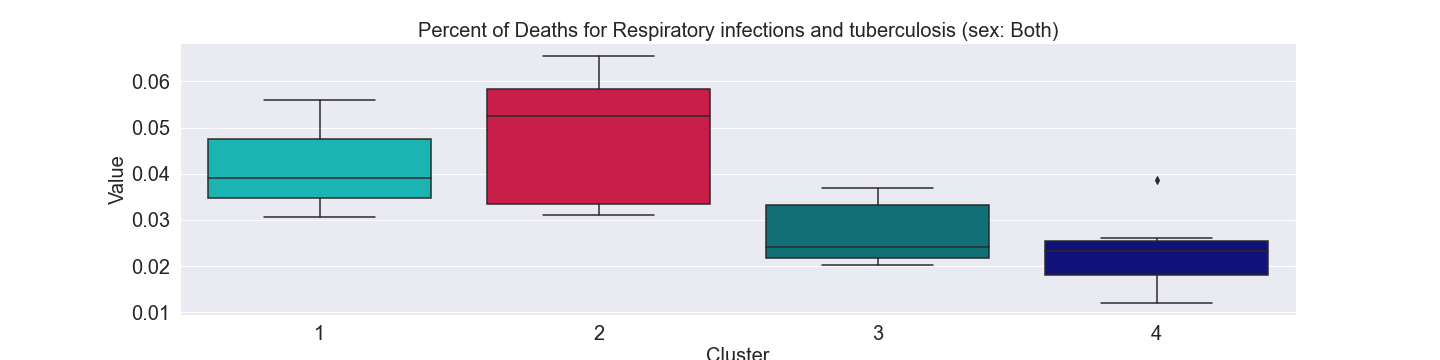 Percent of Deaths for Respiratory infections and tuberculosis (sex: Both)
0.06
0.05
0.04
0.03
0.02
0.01
Value
1 2 3 4
Cluster